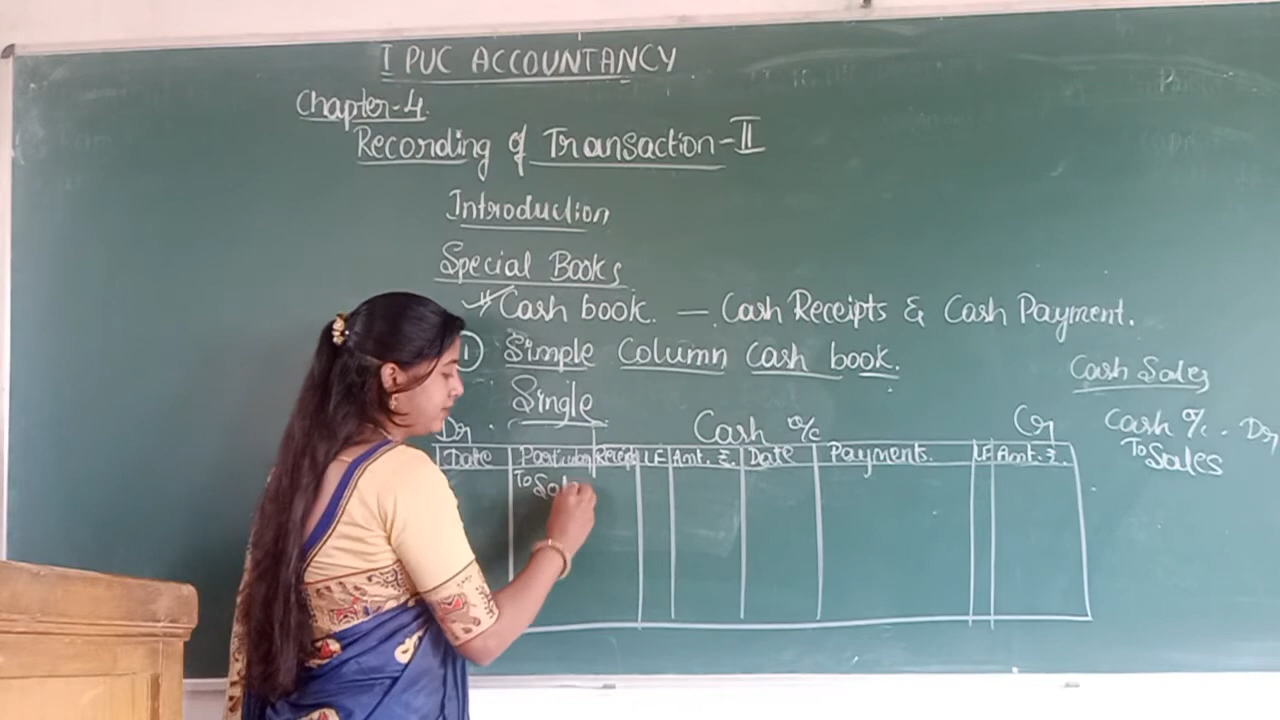 I PUC ACCOUNTANCY
Chapter-4.
Recording of Transaction-II
Introduction
Special Books
Cash book. — Cash Receipts & Cash Payment.
1 Simple Column Cash book.
Single
Cash Sales
Cash a/c. Dr
To Sales
Dr. Cash a/c Cr
Date Particulars Receipt LF Amt. ₹. Date Payments. LF Amt. ₹.
To Sale